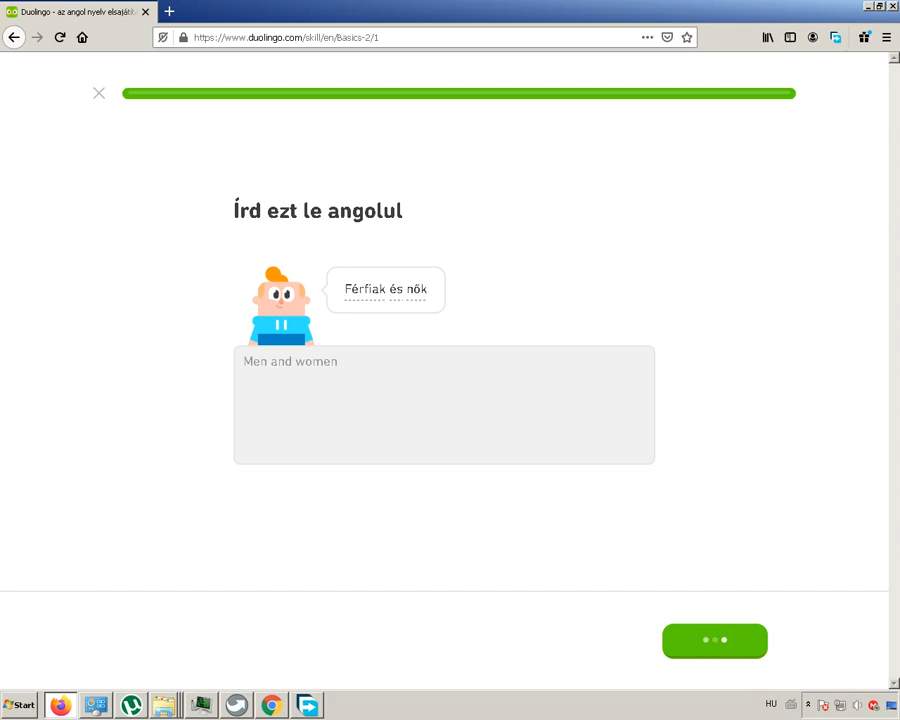 Duolingo - az angol nyelv elsajátítá
https://www.duolingo.com/skill/en/Basics-2/1
Írd ezt le angolul
Férfiak és nők
Men and women
Start
HU